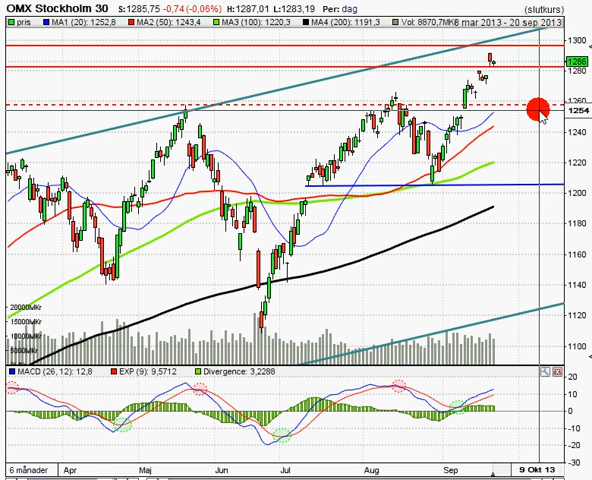 OMX Stockholm 30 S:1285,75 -0,74 (-0,06%) H:1287,01 L:1283,19 Per: dag (slutkurs)
pris MA1 (20): 1252,8 MA2 (50): 1243,4 MA3 (100): 1220,3 MA4 (200): 1191,3 Vol: 8870,7MK 6 mar 2013 - 20 sep 2013
1300
1286
1280
1260
1254
1240
1220
1200
1180
1160
1140
1120
1100
20000MKr
15000MKr
10000MKr
5000MKr
MACD (26, 12): 12,8 EXP (9): 9,5712 Divergence: 3,2288
20
10
0
-10
-20
-30
6 månader Apr Maj Jun Jul Aug Sep 9 Okt 13